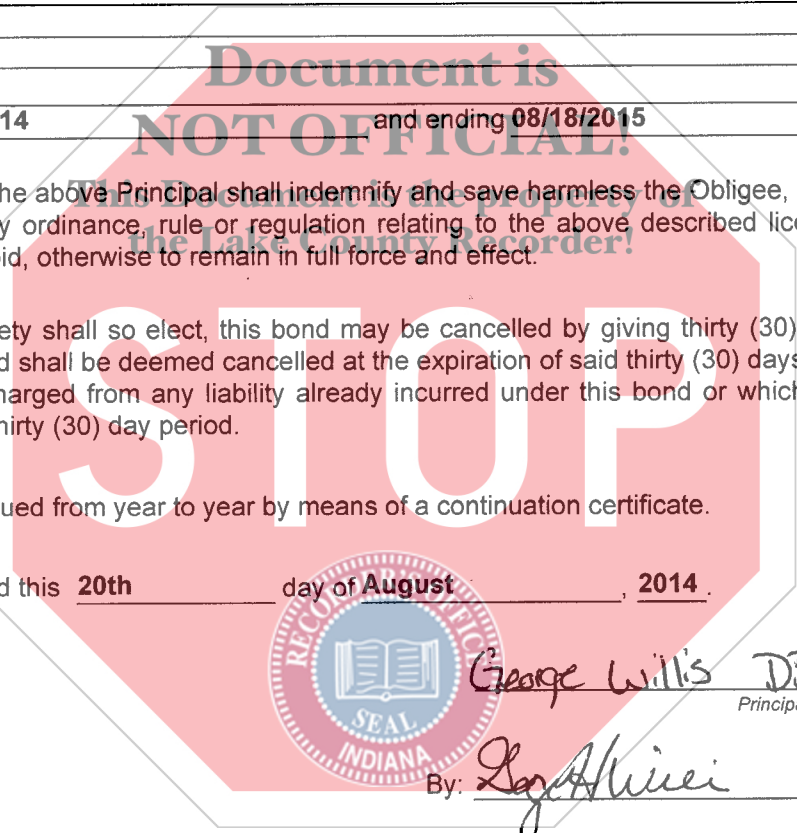 Document is
14 and ending 08/18/2015
NOT OFFICIAL!
he above Principal shall indemnify and save harmless the Obligee,
This Document is the property of
y ordinance, rule or regulation relating to the above described lice
the Lake County Recorder!
id, otherwise to remain in full force and effect.
STOP
ety shall so elect, this bond may be cancelled by giving thirty (30)
d shall be deemed cancelled at the expiration of said thirty (30) days
harged from any liability already incurred under this bond or which
hirty (30) day period.
ued from year to year by means of a continuation certificate.
d this 20th day of August, 2014.
SEAL
INDIANA
George Willis Di
Principa
By: